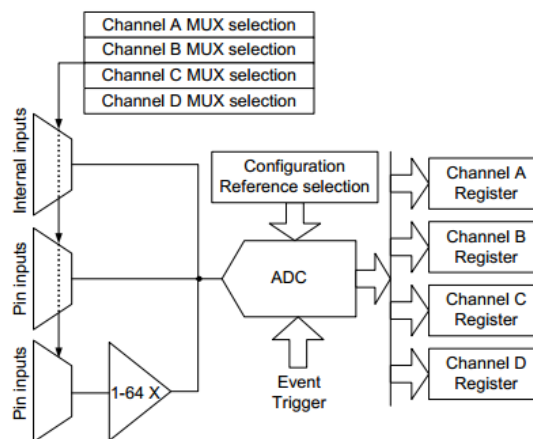 Channel A MUX selection
Channel B MUX selection
Channel C MUX selection
Channel D MUX selection
Internal inputs
Pin inputs
Pin inputs
1-64 X
Configuration
Reference selection
ADC
Event
Trigger
Channel A
Register
Channel B
Register
Channel C
Register
Channel D
Register